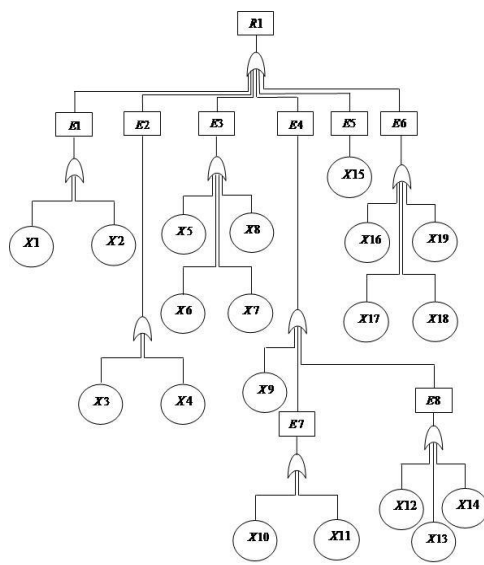 R1
E1 E2 E3 E4 E5 E6
X15
X1 X2 X5 X8 X16 X19
X6 X7 X17 X18
X3 X4 X9 E8
E7
X12 X14
X10 X11 X13